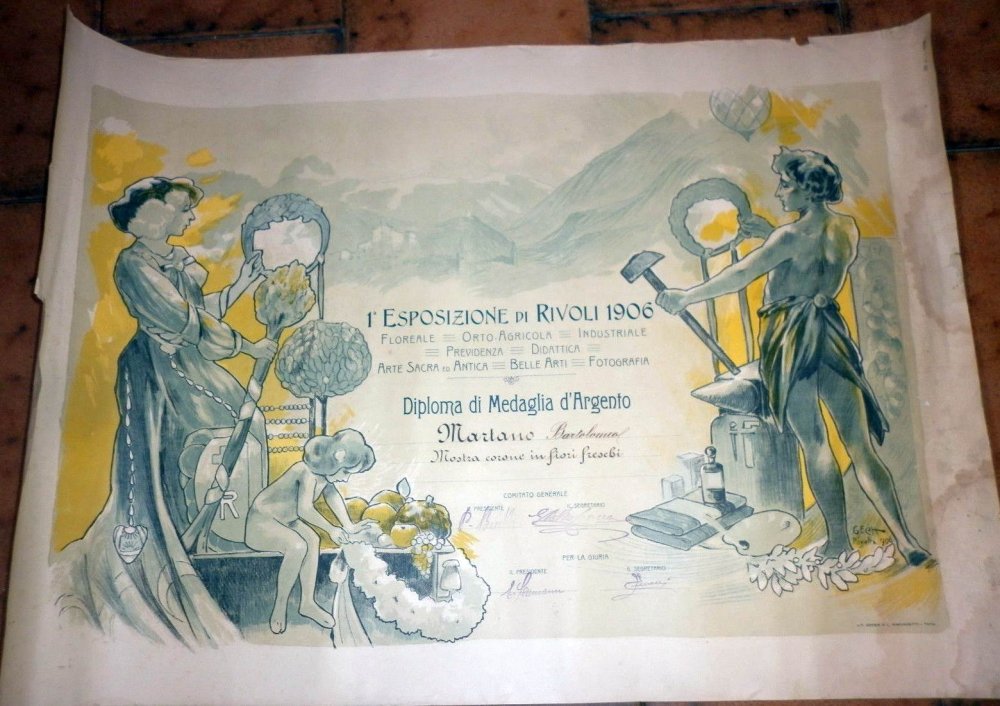 1ª ESPOSIZIONE DI RIVOLI 1906
FLOREALE ORTO AGRICOLA INDUSTRIALE
PREVIDENZA DIDATTICA
ARTE SACRA ED ANTICA BELLE ARTI FOTOGRAFIA
Diploma di Medaglia d'Argento
Martano Bartolomeo
Mostra corone in fiori freschi
COMITATO GENERALE
IL PRESIDENTE IL SEGRETARIO
PER LA GIURIA
IL PRESIDENTE IL SEGRETARIO
R